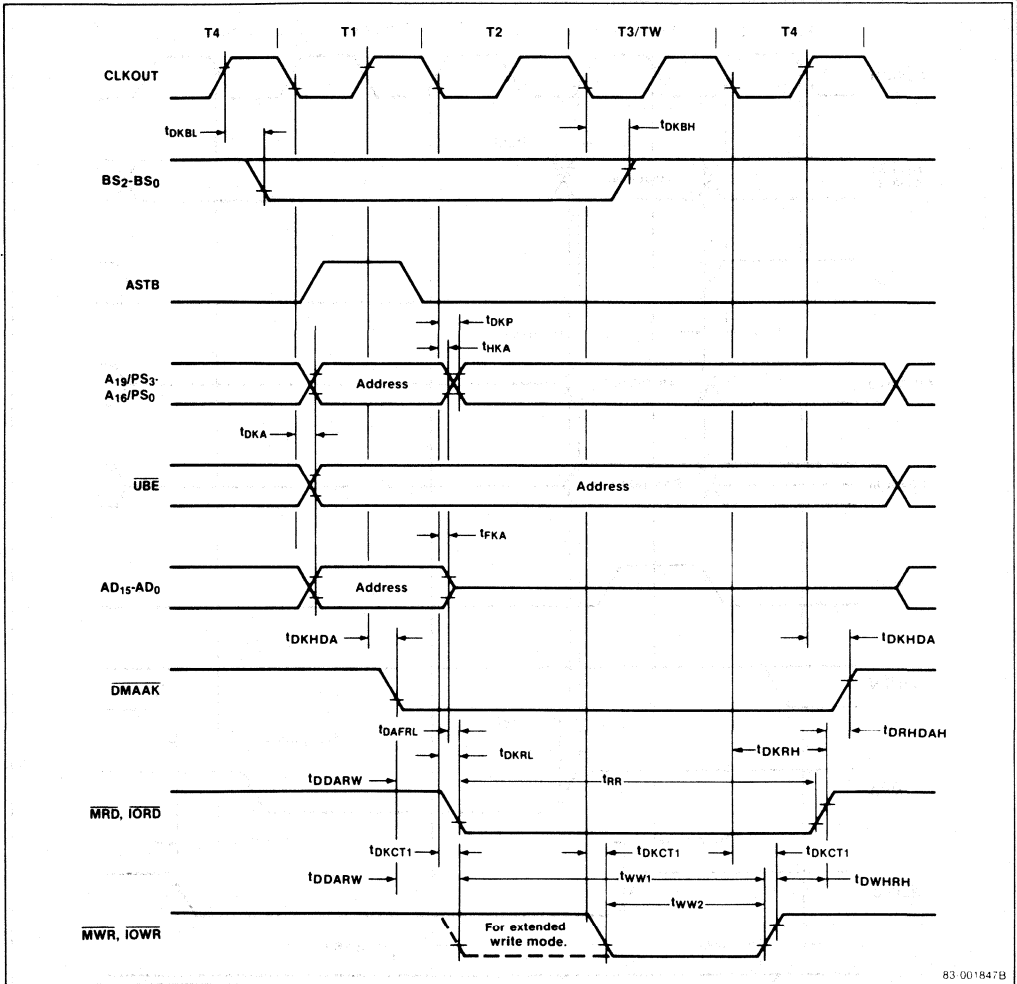 T4 T1 T2 T3/TW T4
CLKOUT
tDKBL tDKBH
BS2-BS0
ASTB
tDKP
tHKA
A19/PS3-
A16/PS0
Address
tDKA
UBE
Address
tFKA
AD15-AD0
Address
tDKHDA tDKHDA
DMAAK
tDAFRL tDRHDAH
tDKRL tDKRH
tDDARW tRR
MRD, IORD
tDKCT1 tDKCT1 tDKCT1
tDDARW tWW1 tDWHRH
tWW2
MWR, IOWR
For extended
write mode.
83-001847B